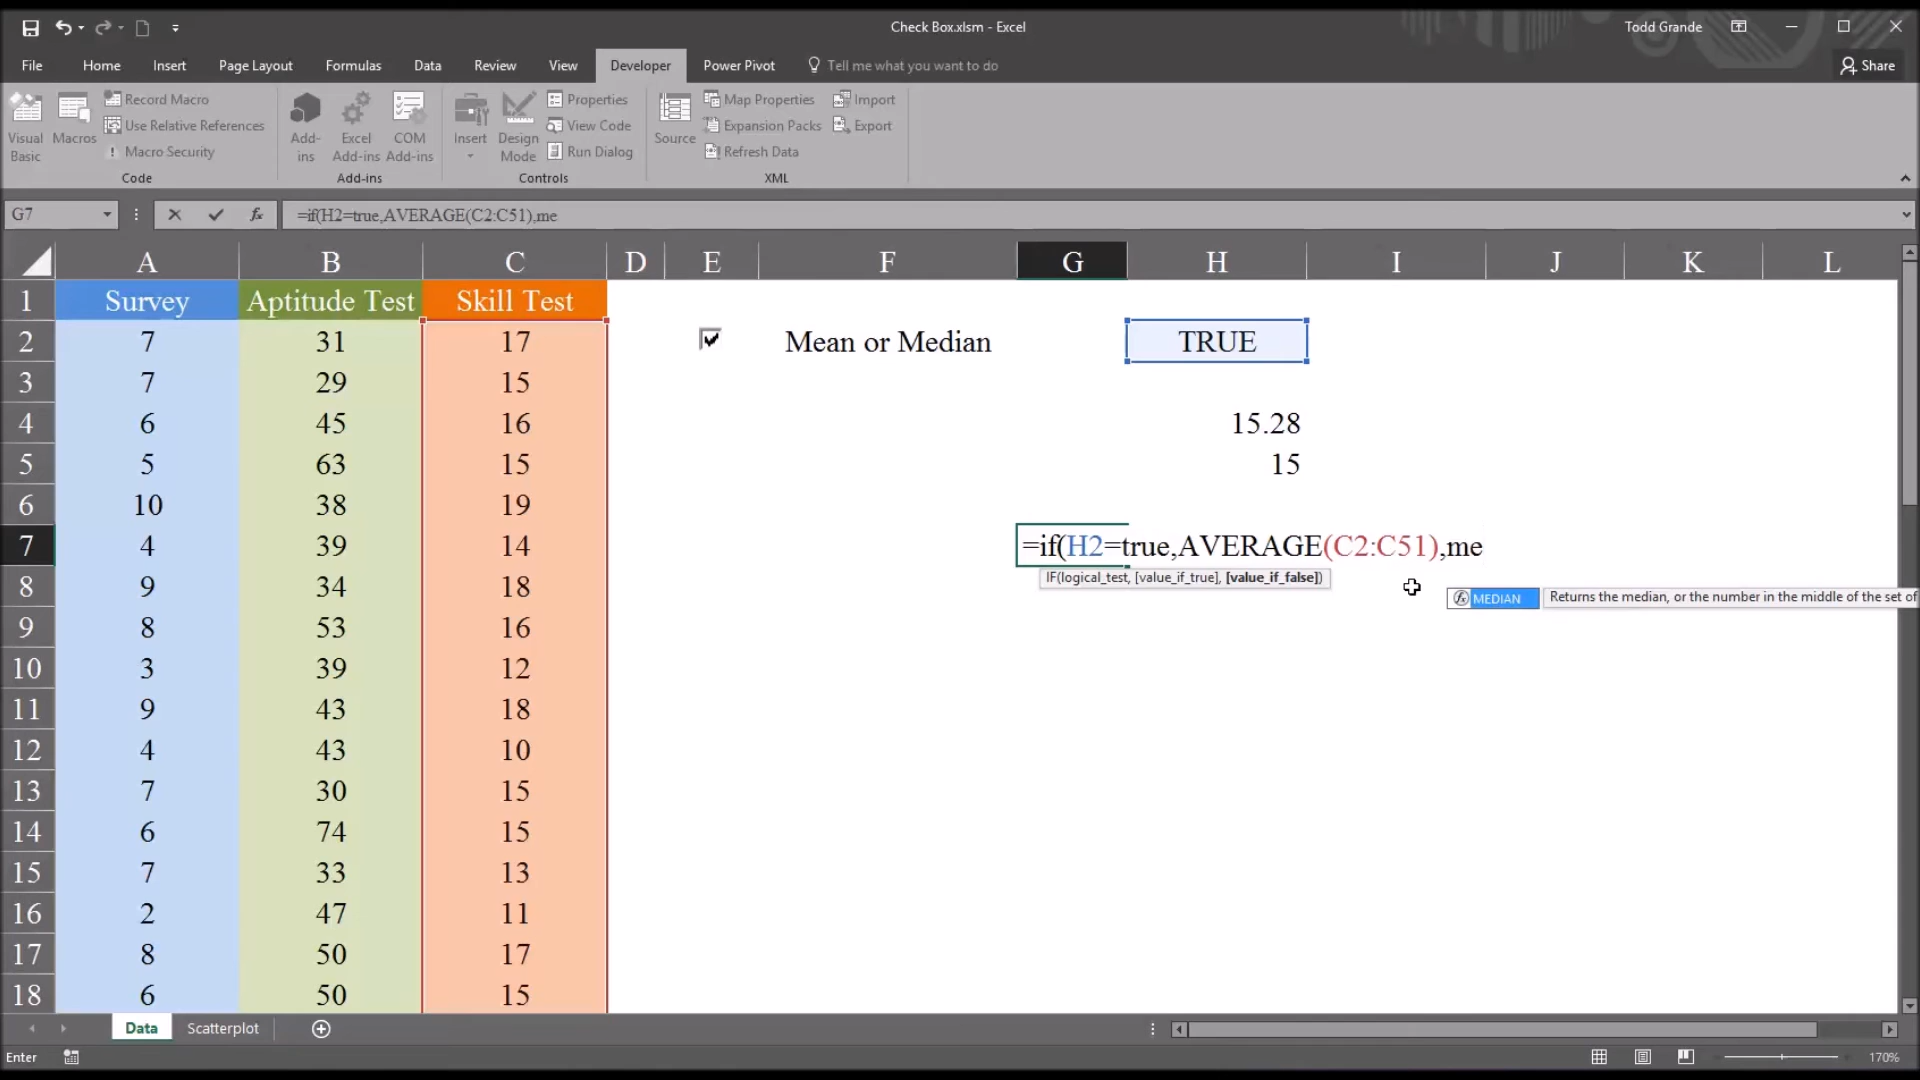 Check Box.xlsm - Excel
Todd Grande
File Home Insert Page Layout Formulas Data Review View Developer Power Pivot Tell me what you want to do
Share
Visual Basic
Macros
Record Macro
Use Relative References
Macro Security
Code
Add-ins
Excel Add-ins
COM Add-ins
Add-ins
Insert
Design Mode
Properties
View Code
Run Dialog
Controls
Source
Map Properties
Expansion Packs
Refresh Data
Import
Export
XML
G7
fx
=if(H2=true,AVERAGE(C2:C51),me
A B C D E F G H I J K L
1 Survey Aptitude Test Skill Test
2 7 31 17 Mean or Median TRUE
3 7 29 15
4 6 45 16 15.28
5 5 63 15 15
6 10 38 19
7 4 39 14 =if(H2=true,AVERAGE(C2:C51),me
IF(logical_test, [value_if_true], [value_if_false])
8 9 34 18
fx MEDIAN Returns the median, or the number in the middle of the set of
9 8 53 16
10 3 39 12
11 9 43 18
12 4 43 10
13 7 30 15
14 6 74 15
15 7 33 13
16 2 47 11
17 8 50 17
18 6 50 15
Data Scatterplot
Enter
170%